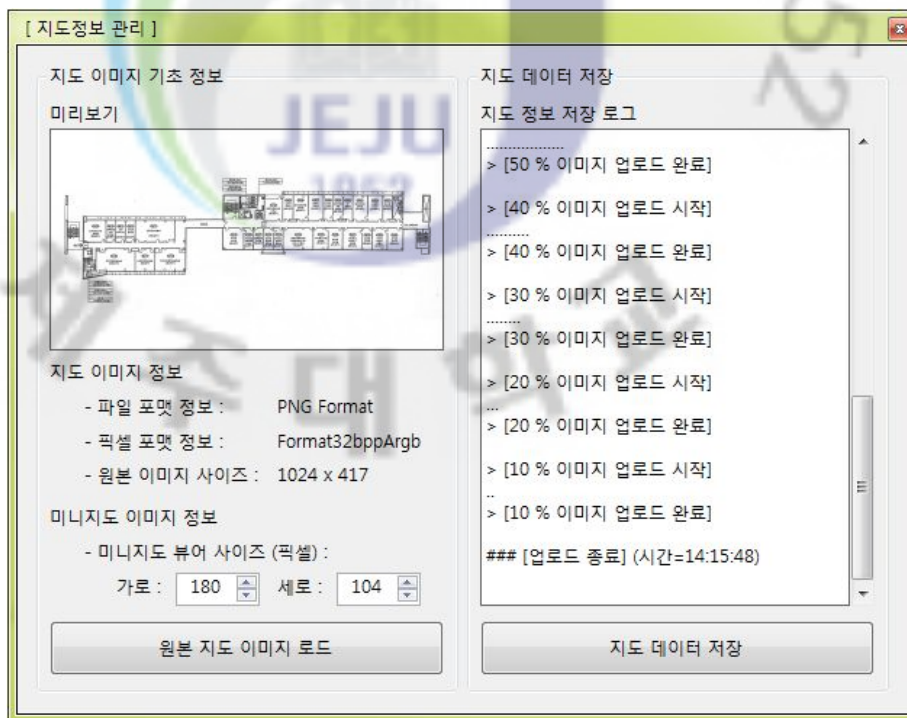 [ 지도정보 관리 ]
지도 이미지 기초 정보
미리보기
지도 이미지 정보
- 파일 포맷 정보 : PNG Format
- 픽셀 포맷 정보 : Format32bppArgb
- 원본 이미지 사이즈 : 1024 x 417
미니지도 이미지 정보
- 미니지도 뷰어 사이즈 (픽셀) :
가로 : 180 세로 : 104
원본 지도 이미지 로드
지도 데이터 저장
지도 정보 저장 로그
..................
> [50 % 이미지 업로드 완료]
> [40 % 이미지 업로드 시작]
..........
> [40 % 이미지 업로드 완료]
> [30 % 이미지 업로드 시작]
........
> [30 % 이미지 업로드 완료]
> [20 % 이미지 업로드 시작]
...
> [20 % 이미지 업로드 완료]
> [10 % 이미지 업로드 시작]
..
> [10 % 이미지 업로드 완료]
### [업로드 종료] (시간=14:15:48)
지도 데이터 저장
JEJU
1952
제주대학교
52